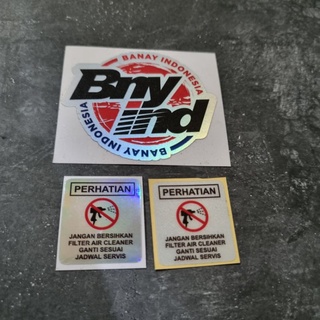 BANAY INDONESIA
Bny
Ind
BANAY INDONESIA
PERHATIAN
JANGAN BERSIHKAN
FILTER AIR CLEANER
GANTI SESUAI
JADWAL SERVIS
PERHATIAN
JANGAN BERSIHKAN
FILTER AIR CLEANER
GANTI SESUAI
JADWAL SERVIS